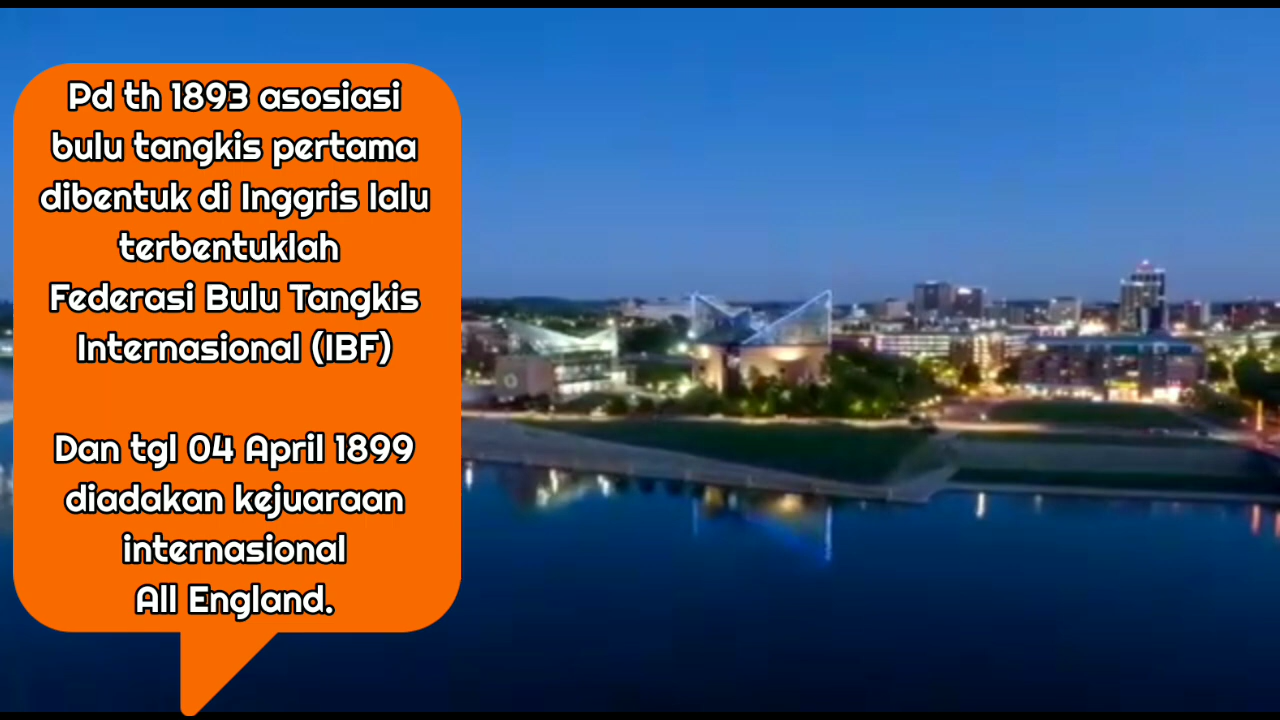 Pd th 1893 asosiasi
bulu tangkis pertama
dibentuk di Inggris lalu
terbentuklah
Federasi Bulu Tangkis
Internasional (IBF)
Dan tgl 04 April 1899
diadakan kejuaraan
internasional
All England.